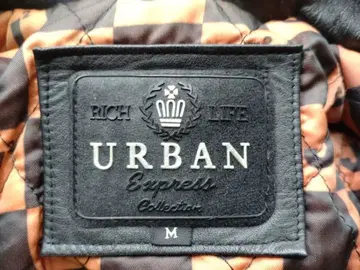 RICH LIFE
URBAN
Express
Collection
M